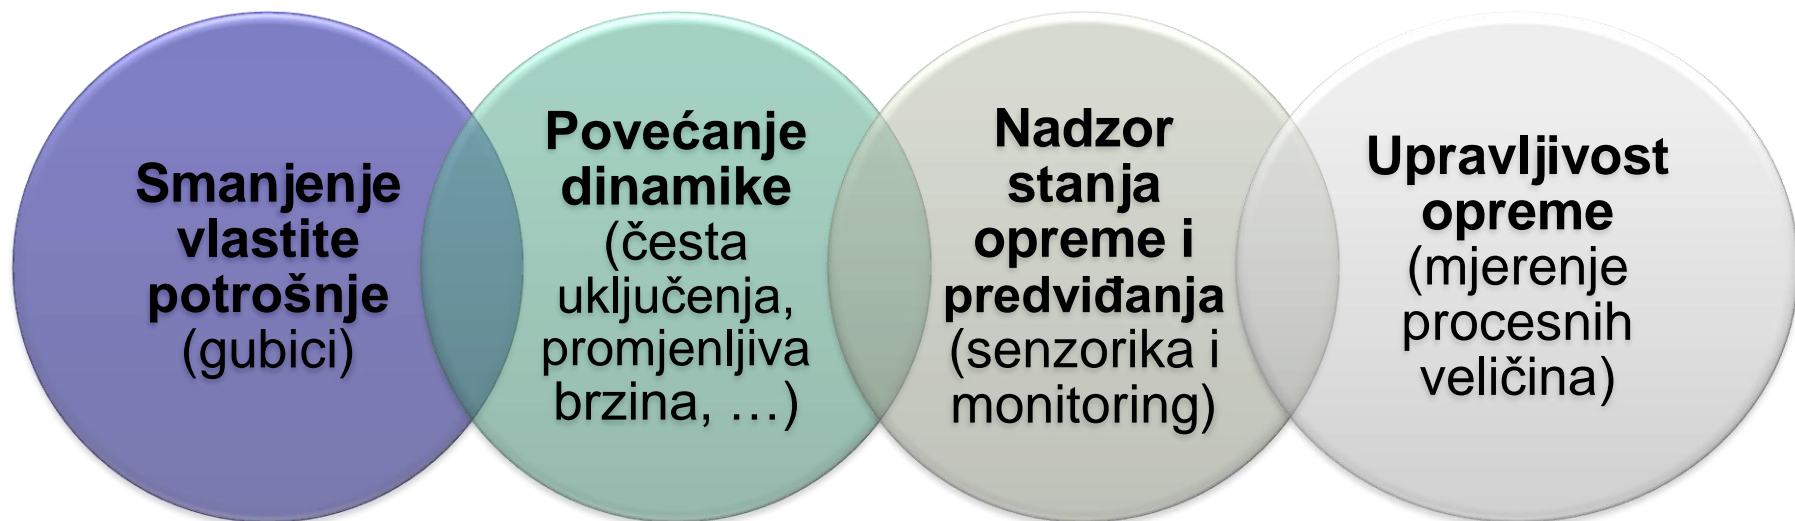 Smanjenje
vlastite
potrošnje
(gubici)
Povećanje
dinamike
(česta
uključenja,
promjenljiva
brzina, …)
Nadzor
stanja
opreme i
predviđanja
(senzorika i
monitoring)
Upravljivost
opreme
(mjerenje
procesnih
veličina)